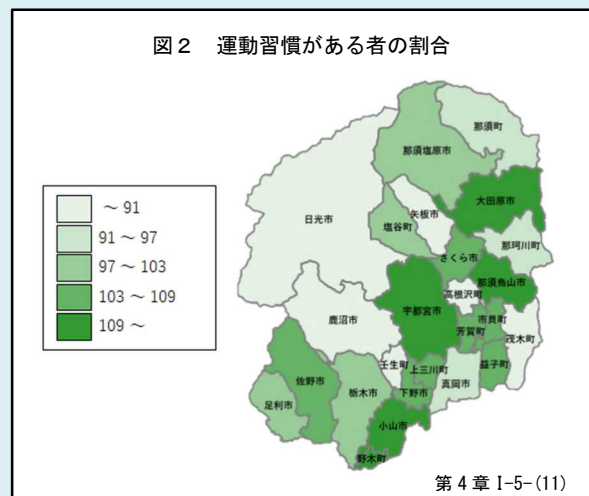 図2 運動習慣がある者の割合
～ 91
91 ～ 97
97 ～ 103
103 ～ 109
109 ～
那須町
那須塩原市
大田原市
日光市
矢板市
塩谷町
那珂川町
さくら市
那須烏山市
高根沢町
宇都宮市
鹿沼市
市貝町
芳賀町
茂木町
壬生町
上三川町
益子町
佐野市
栃木市
下野市
真岡市
足利市
小山市
野木町
第4章 I-5-(11)